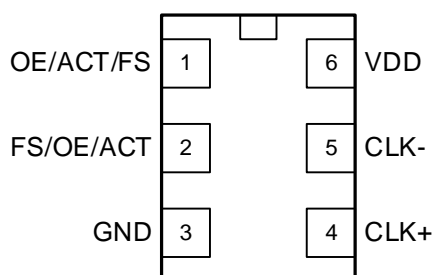 OE/ACT/FS 1 6 VDD
FS/OE/ACT 2 5 CLK-
GND 3 4 CLK+